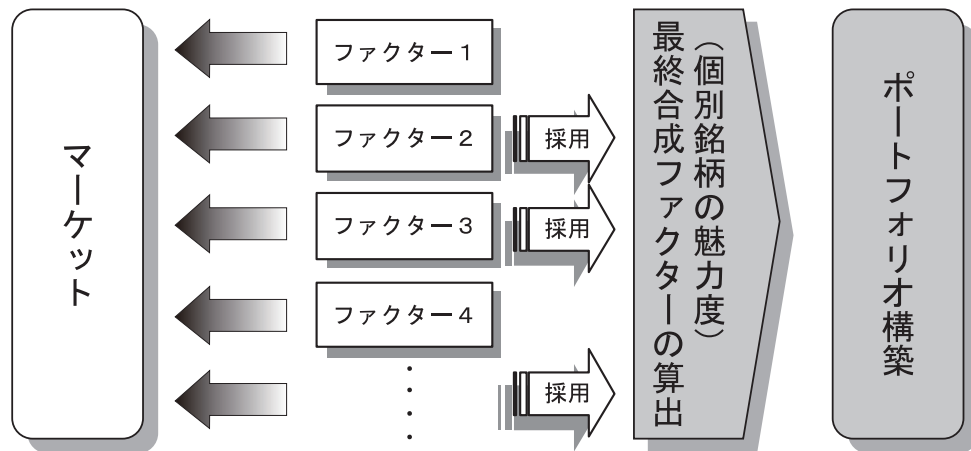 マーケット
ファクター１
ファクター２
採用
ファクター３
採用
ファクター４
採用
最終合成ファクターの算出
（個別銘柄の魅力度）
ポートフォリオ構築